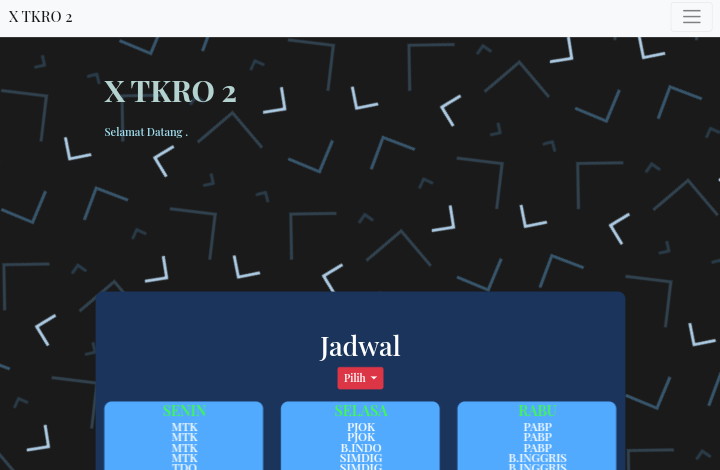 X TKRO 2
X TKRO 2
Selamat Datang .
Jadwal
Pilih
SENIN
MTK
MTK
MTK
MTK
TDO
SELASA
PJOK
PJOK
B.INDO
SIMDIG
SIMDIG
RABU
PABP
PABP
PABP
B.INGGRIS
B.INGGRIS